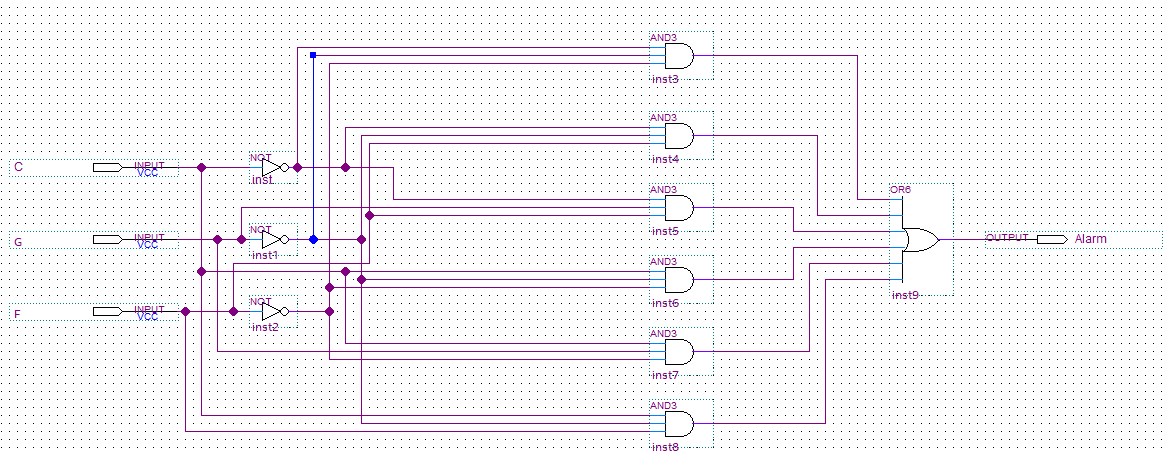 AND3
inst3
AND3
inst4
C
INPUT
VCC
NOT
inst
AND3
inst5
OR6
G
INPUT
VCC
NOT
inst1
OUTPUT
Alarm
AND3
inst6
inst9
F
INPUT
VCC
NOT
inst2
AND3
inst7
AND3
inst8